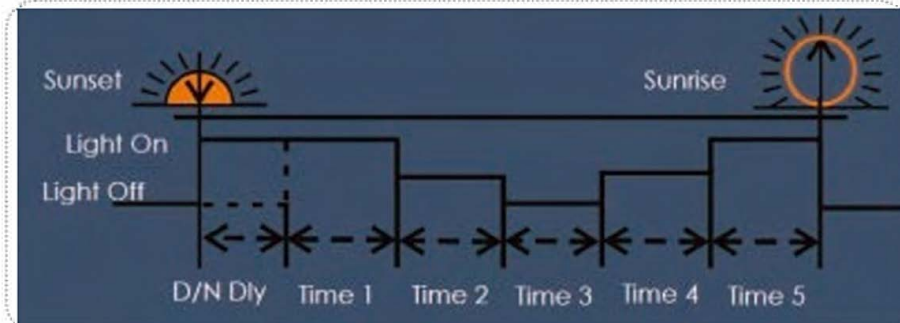 Sunset
Sunrise
Light On
Light Off
D/N Dly
Time 1
Time 2
Time 3
Time 4
Time 5